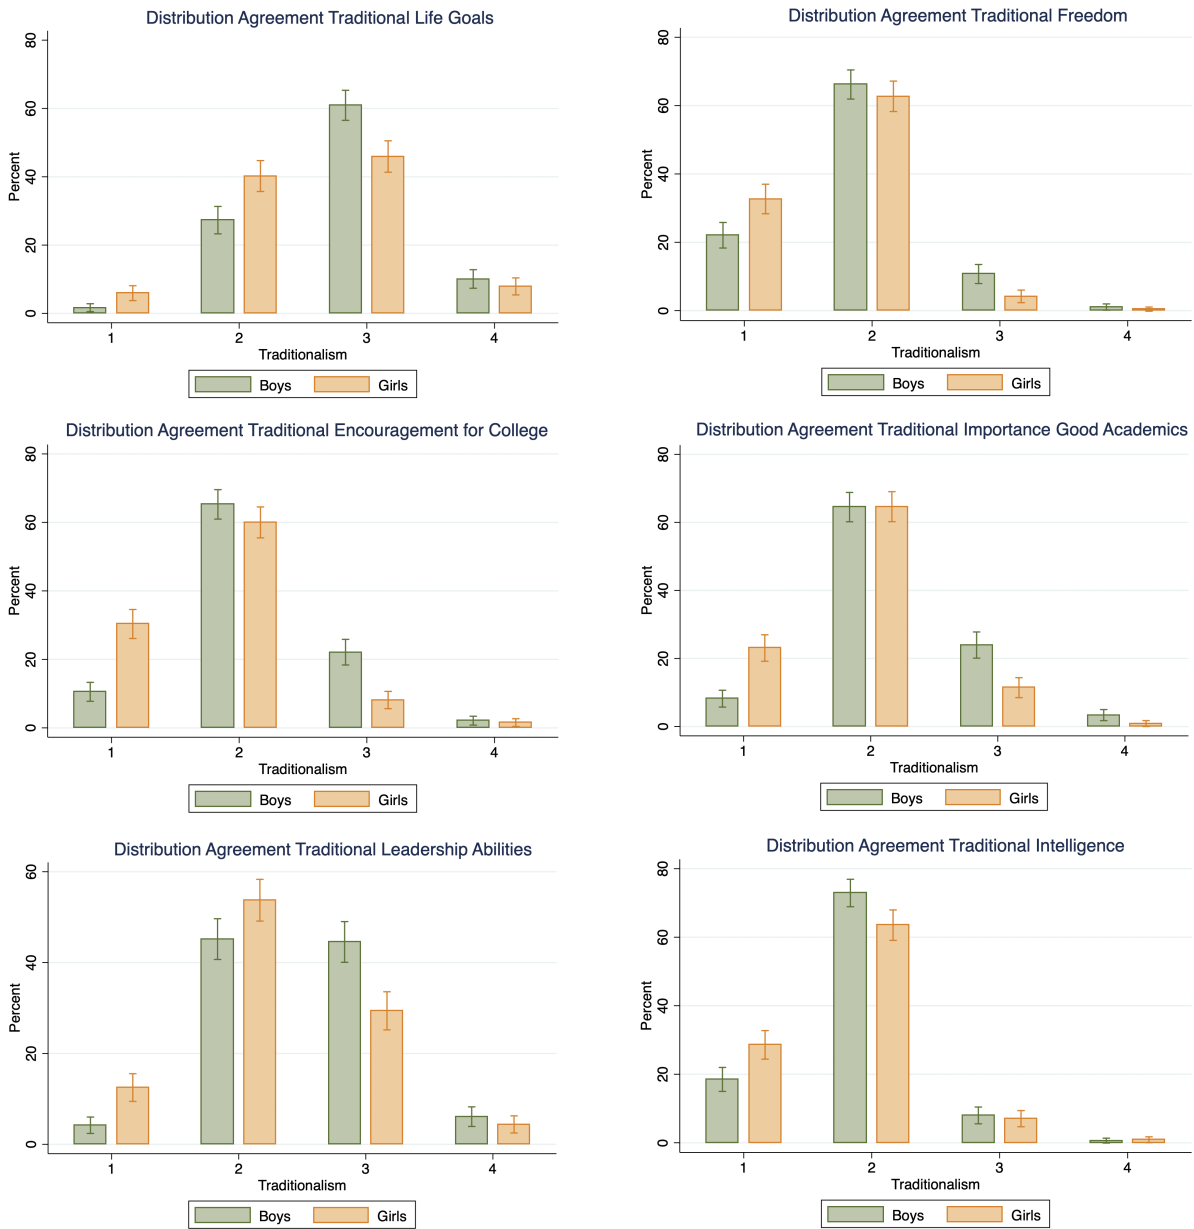 Distribution Agreement Traditional Life Goals
Percent
0
20
40
60
80
1 2 3 4
Traditionalism
Boys Girls
Distribution Agreement Traditional Freedom
Percent
0
20
40
60
80
1 2 3 4
Traditionalism
Boys Girls
Distribution Agreement Traditional Encouragement for College
Percent
0
20
40
60
80
1 2 3 4
Traditionalism
Boys Girls
Distribution Agreement Traditional Importance Good Academics
Percent
0
20
40
60
80
1 2 3 4
Traditionalism
Boys Girls
Distribution Agreement Traditional Leadership Abilities
Percent
0
20
40
60
1 2 3 4
Traditionalism
Boys Girls
Distribution Agreement Traditional Intelligence
Percent
0
20
40
60
80
1 2 3 4
Traditionalism
Boys Girls